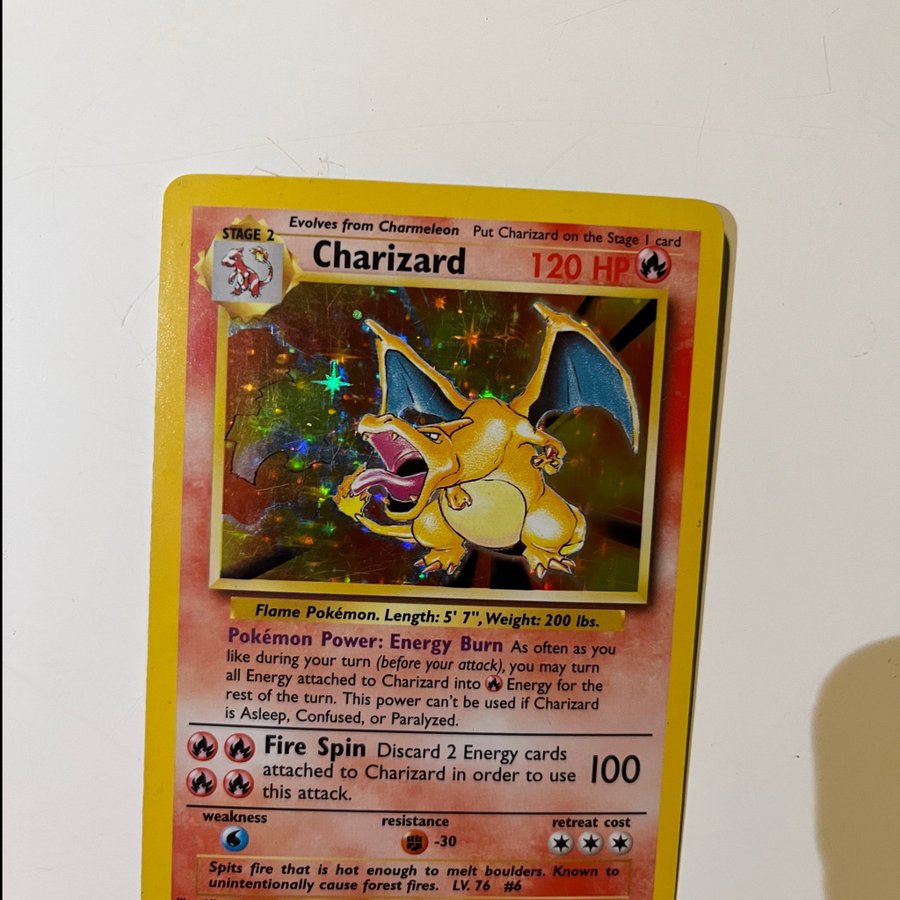 Evolves from Charmeleon Put Charizard on the Stage 1 card
STAGE 2
Charizard 120 HP
Flame Pokémon. Length: 5' 7", Weight: 200 lbs.
Pokémon Power: Energy Burn As often as you
like during your turn (before your attack), you may turn
all Energy attached to Charizard into Energy for the
rest of the turn. This power can't be used if Charizard
is Asleep, Confused, or Paralyzed.
Fire Spin Discard 2 Energy cards
attached to Charizard in order to use 100
this attack.
weakness resistance retreat cost
-30
Spits fire that is hot enough to melt boulders. Known to
unintentionally cause forest fires. LV. 76 #6